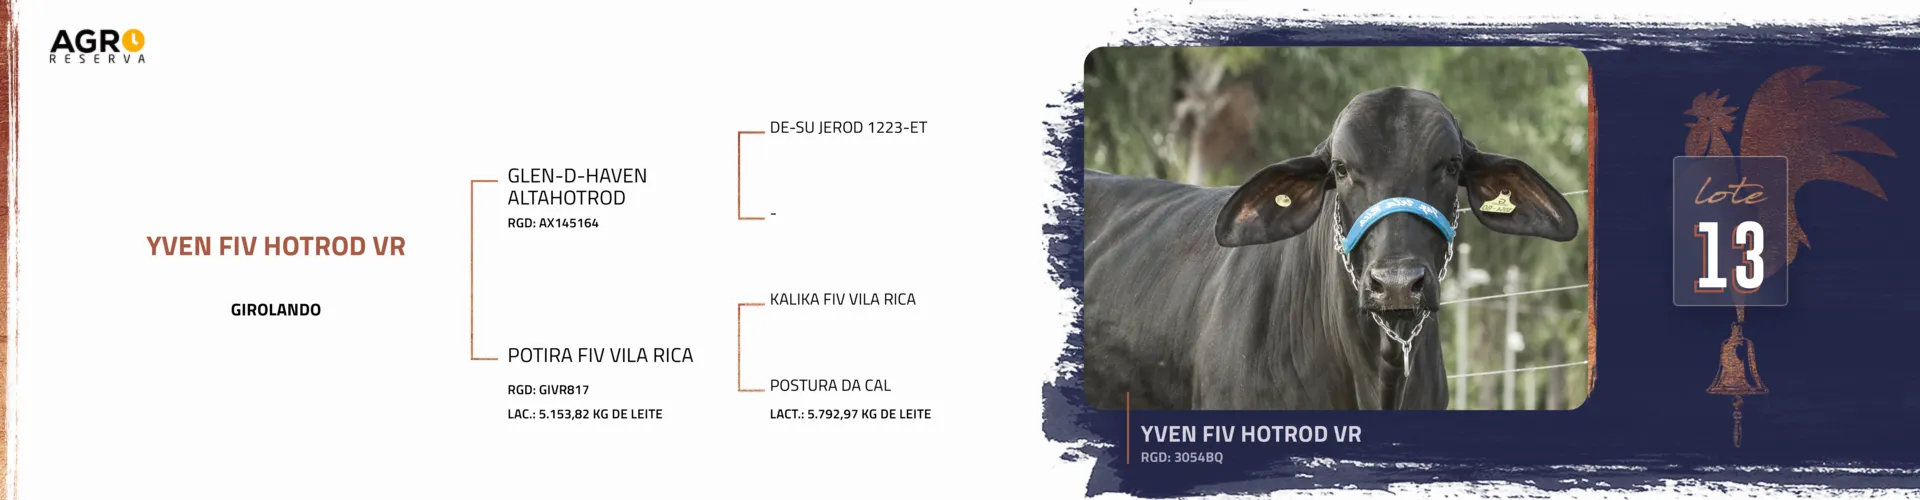 AGRO
RESERVA
YVEN FIV HOTROD VR
GIROLANDO
GLEN-D-HAVEN
ALTAHOTROD
RGD: AX145164
POTIRA FIV VILA RICA
RGD: GIVR817
LAC.: 5.153,82 KG DE LEITE
DE-SU JEROD 1223-ET
-
KALIKA FIV VILA RICA
POSTURA DA CAL
LACT.: 5.792,97 KG DE LEITE
lote
13
YVEN FIV HOTROD VR
RGD: 3054BQ